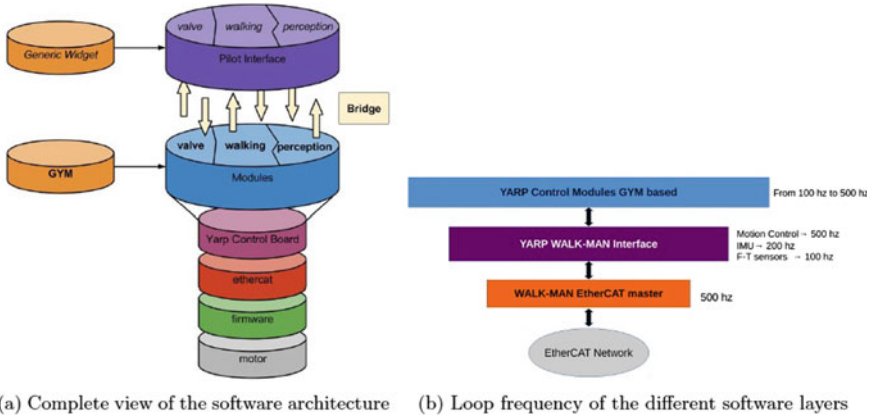 valve walking perception
Generic Widget
Pilot Interface
Bridge
valve walking perception
GYM
Modules
Yarp Control Board
ethercat
firmware
motor
YARP Control Modules GYM based
From 100 hz to 500 hz
YARP WALK-MAN Interface
Motion Control → 500 hz
IMU → 200 hz
F-T sensors → 100 hz
WALK-MAN EtherCAT master
500 hz
EtherCAT Network
(a) Complete view of the software architecture
(b) Loop frequency of the different software layers